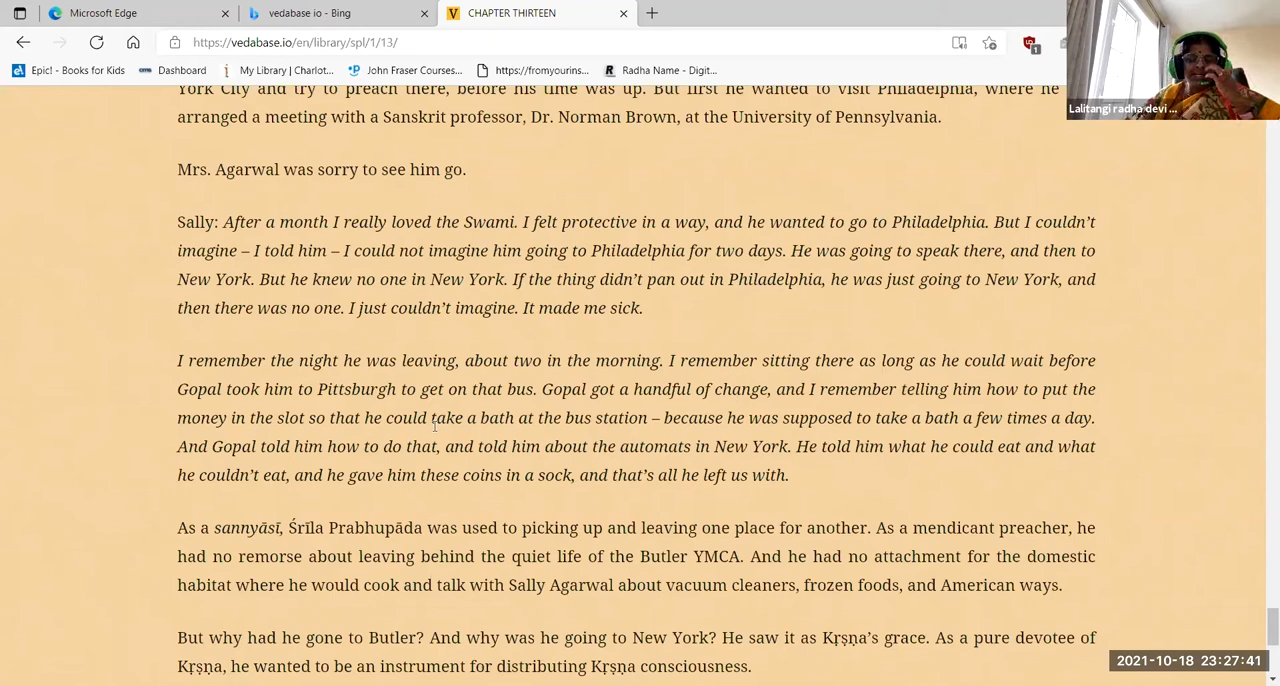 Microsoft Edge
vedabase io - Bing
CHAPTER THIRTEEN
https://vedabase.io/en/library/spl/1/13/
1
Epic! - Books for Kids
Dashboard
My Library | Charlot...
John Fraser Courses...
https://fromyourins...
Radha Name - Digit...
Lalitangi radha devi ...
York City and try to preach there, before his time was up. But first he wanted to visit Philadelphia, where he
arranged a meeting with a Sanskrit professor, Dr. Norman Brown, at the University of Pennsylvania.
Mrs. Agarwal was sorry to see him go.
Sally: After a month I really loved the Swami. I felt protective in a way, and he wanted to go to Philadelphia. But I couldn’t
imagine – I told him – I could not imagine him going to Philadelphia for two days. He was going to speak there, and then to
New York. But he knew no one in New York. If the thing didn’t pan out in Philadelphia, he was just going to New York, and
then there was no one. I just couldn’t imagine. It made me sick.
I remember the night he was leaving, about two in the morning. I remember sitting there as long as he could wait before
Gopal took him to Pittsburgh to get on that bus. Gopal got a handful of change, and I remember telling him how to put the
money in the slot so that he could take a bath at the bus station – because he was supposed to take a bath a few times a day.
And Gopal told him how to do that, and told him about the automats in New York. He told him what he could eat and what
he couldn’t eat, and he gave him these coins in a sock, and that’s all he left us with.
As a sannyāsī, Śrīla Prabhupāda was used to picking up and leaving one place for another. As a mendicant preacher, he
had no remorse about leaving behind the quiet life of the Butler YMCA. And he had no attachment for the domestic
habitat where he would cook and talk with Sally Agarwal about vacuum cleaners, frozen foods, and American ways.
But why had he gone to Butler? And why was he going to New York? He saw it as Kṛṣṇa’s grace. As a pure devotee of
Kṛṣṇa, he wanted to be an instrument for distributing Kṛṣṇa consciousness.
2021-10-18 23:27:41